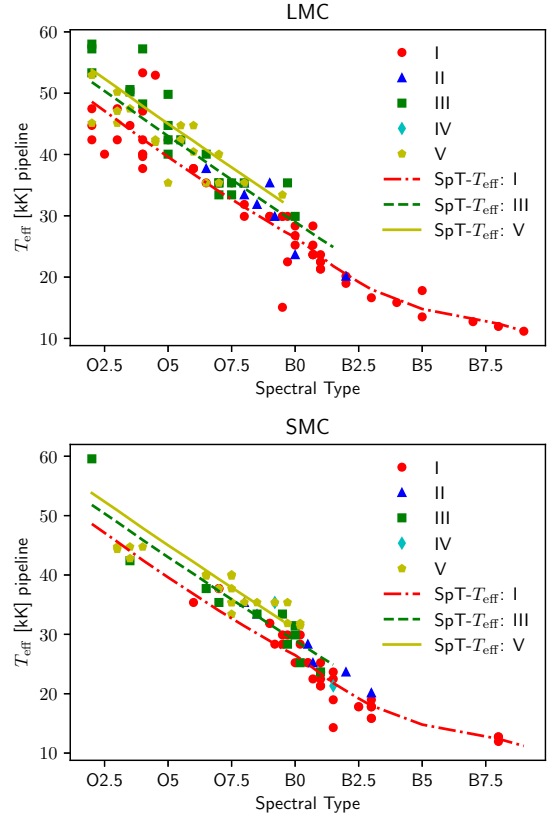 LMC
60
50
40
30
20
10
T_eff [kK] pipeline
I
II
III
IV
V
SpT-T_eff: I
SpT-T_eff: III
SpT-T_eff: V
O2.5 O5 O7.5 B0 B2.5 B5 B7.5
Spectral Type
SMC
60
50
40
30
20
10
T_eff [kK] pipeline
I
II
III
IV
V
SpT-T_eff: I
SpT-T_eff: III
SpT-T_eff: V
O2.5 O5 O7.5 B0 B2.5 B5 B7.5
Spectral Type